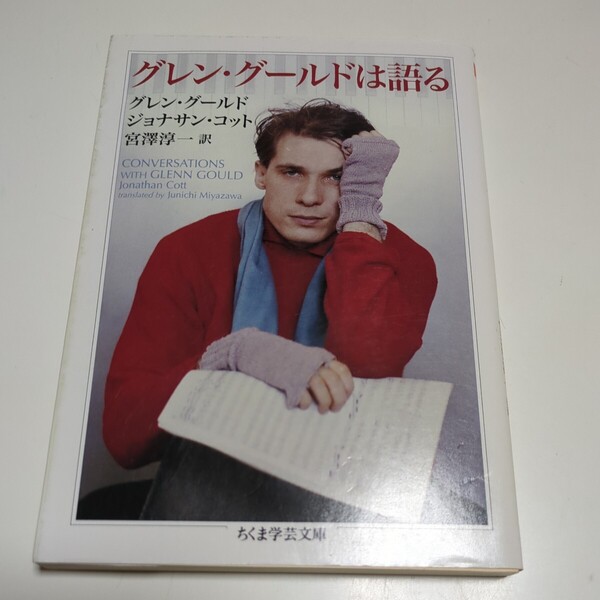 グレン・グールドは語る
グレン・グールド
ジョナサン・コット
宮澤淳一 訳
CONVERSATIONS
WITH GLENN GOULD
Jonathan Cott
translated by Junichi Miyazawa
ちくま学芸文庫